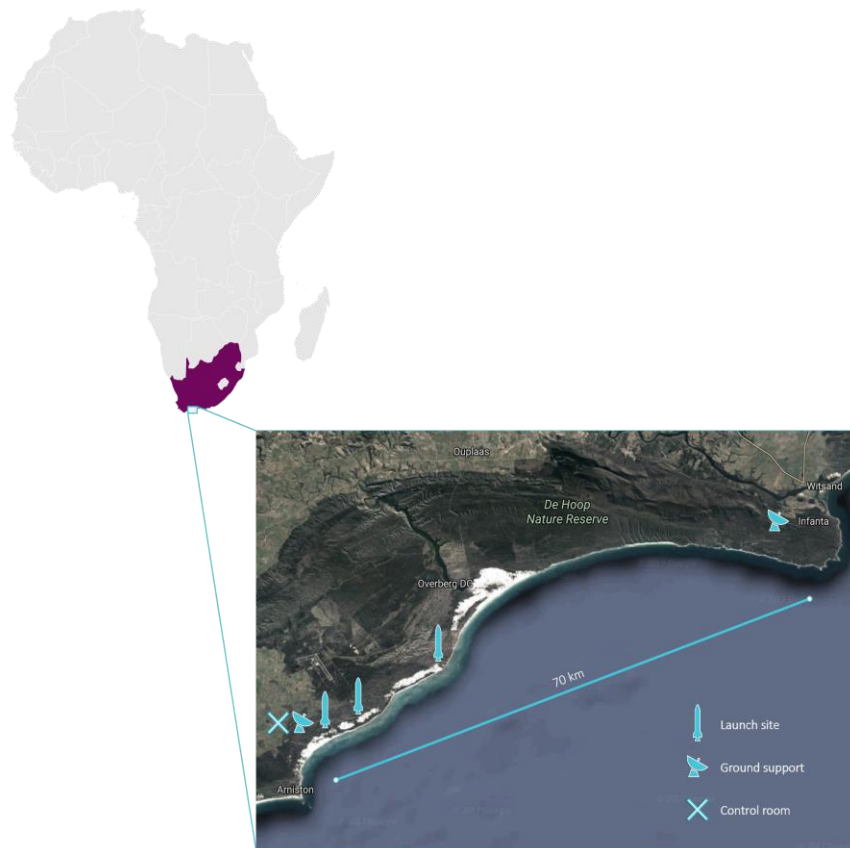 Ouplaas
Witsand
De Hoop
Nature Reserve
Infanta
Overberg DC
70 km
Launch site
Ground support
Arniston
Control room